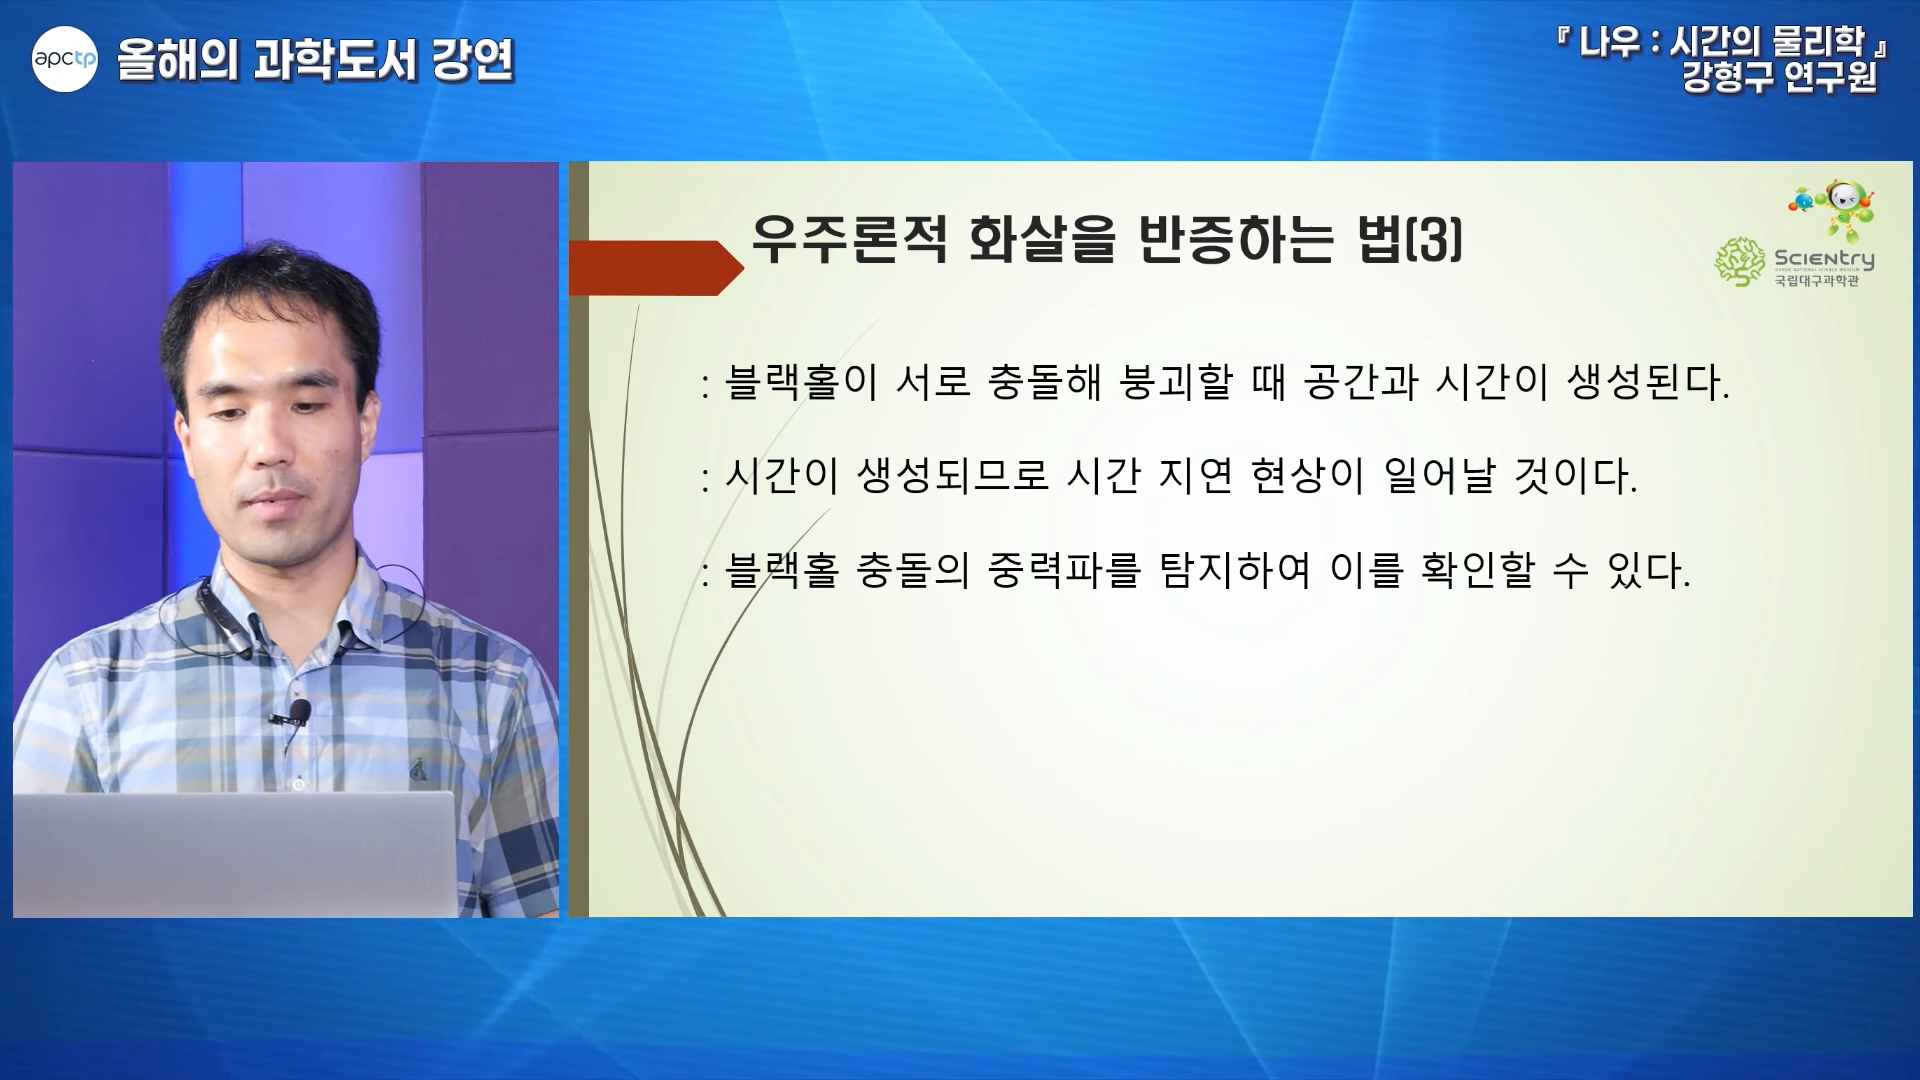 apctp
올해의 과학도서 강연
『 나우 : 시간의 물리학 』
강형구 연구원
우주론적 화살을 반증하는 법(3)
Scientry
국립대구과학관
: 블랙홀이 서로 충돌해 붕괴할 때 공간과 시간이 생성된다.
: 시간이 생성되므로 시간 지연 현상이 일어날 것이다.
: 블랙홀 충돌의 중력파를 탐지하여 이를 확인할 수 있다.